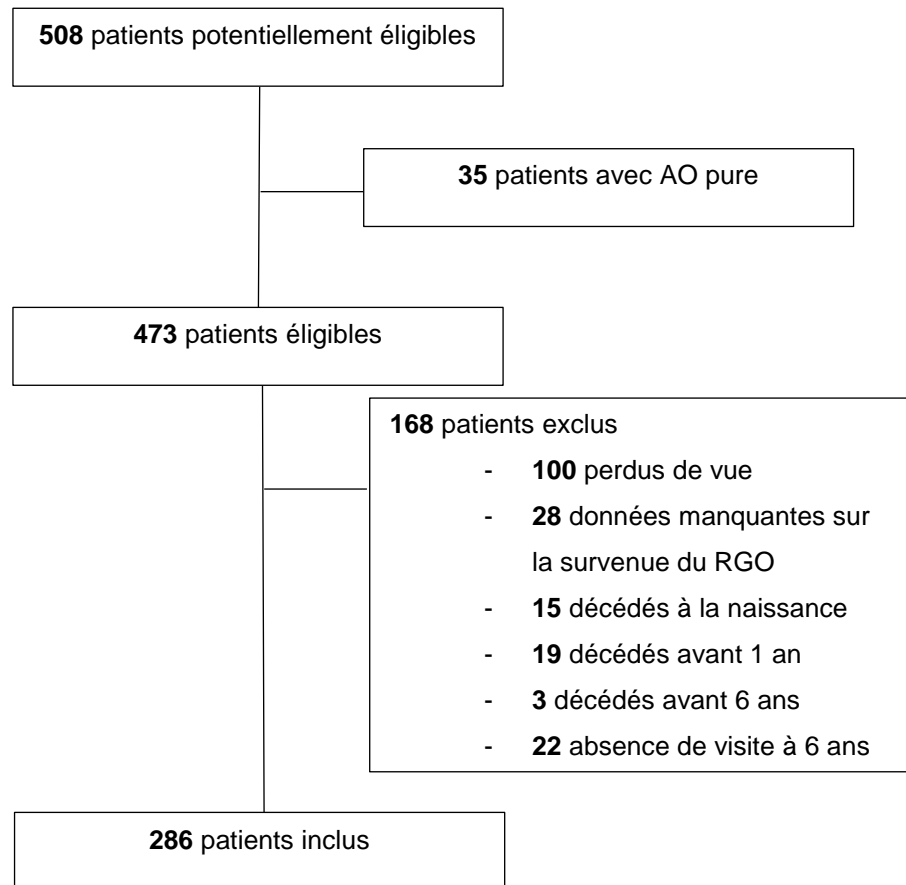 508 patients potentiellement éligibles
35 patients avec AO pure
473 patients éligibles
168 patients exclus
- 100 perdus de vue
- 28 données manquantes sur
la survenue du RGO
- 15 décédés à la naissance
- 19 décédés avant 1 an
- 3 décédés avant 6 ans
- 22 absence de visite à 6 ans
286 patients inclus